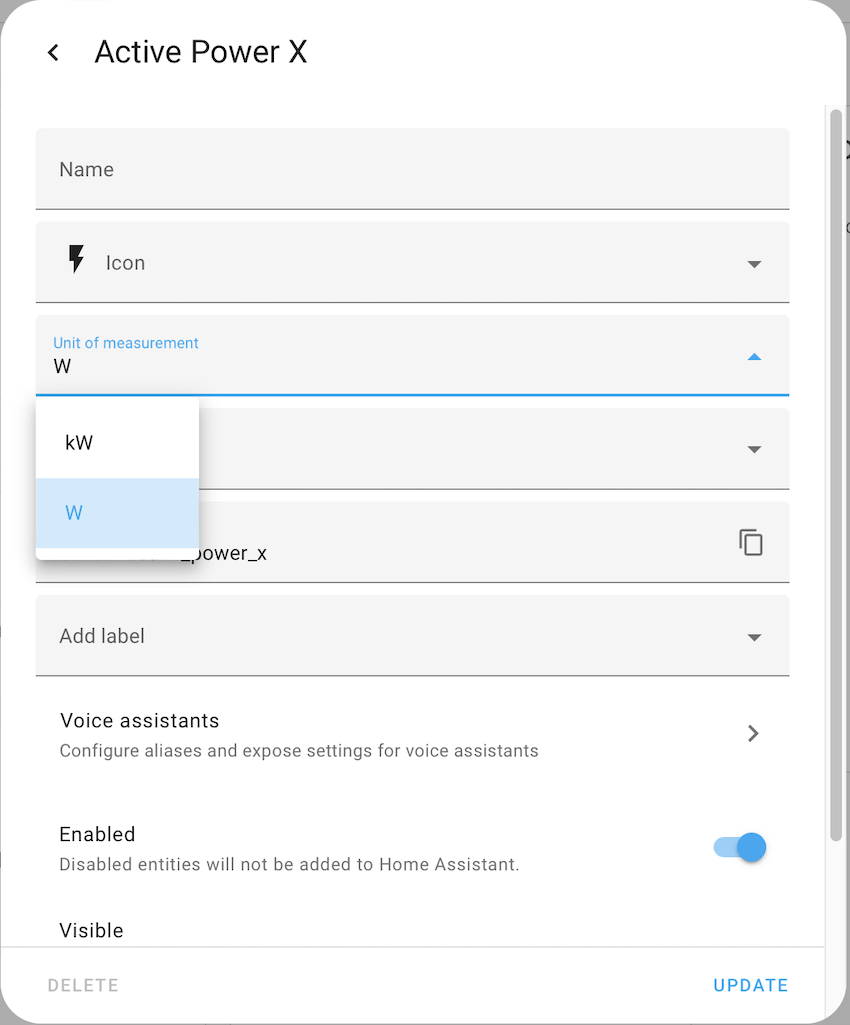 Active Power X
Name
Icon
Unit of measurement
W
kW
W
_power_x
Add label
Voice assistants
Configure aliases and expose settings for voice assistants
Enabled
Disabled entities will not be added to Home Assistant.
Visible
DELETE
UPDATE